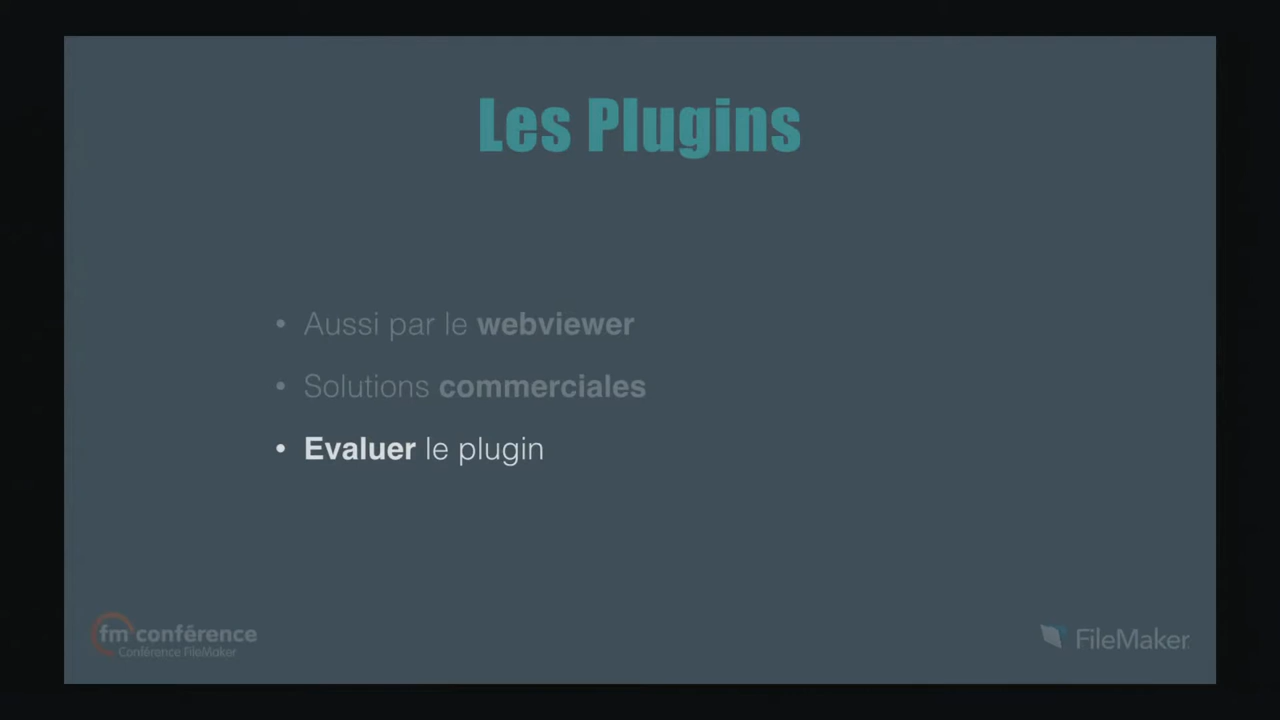 Les Plugins
• Aussi par le webviewer
• Solutions commerciales
• Evaluer le plugin
fm conférence
Conférence FileMaker
FileMaker